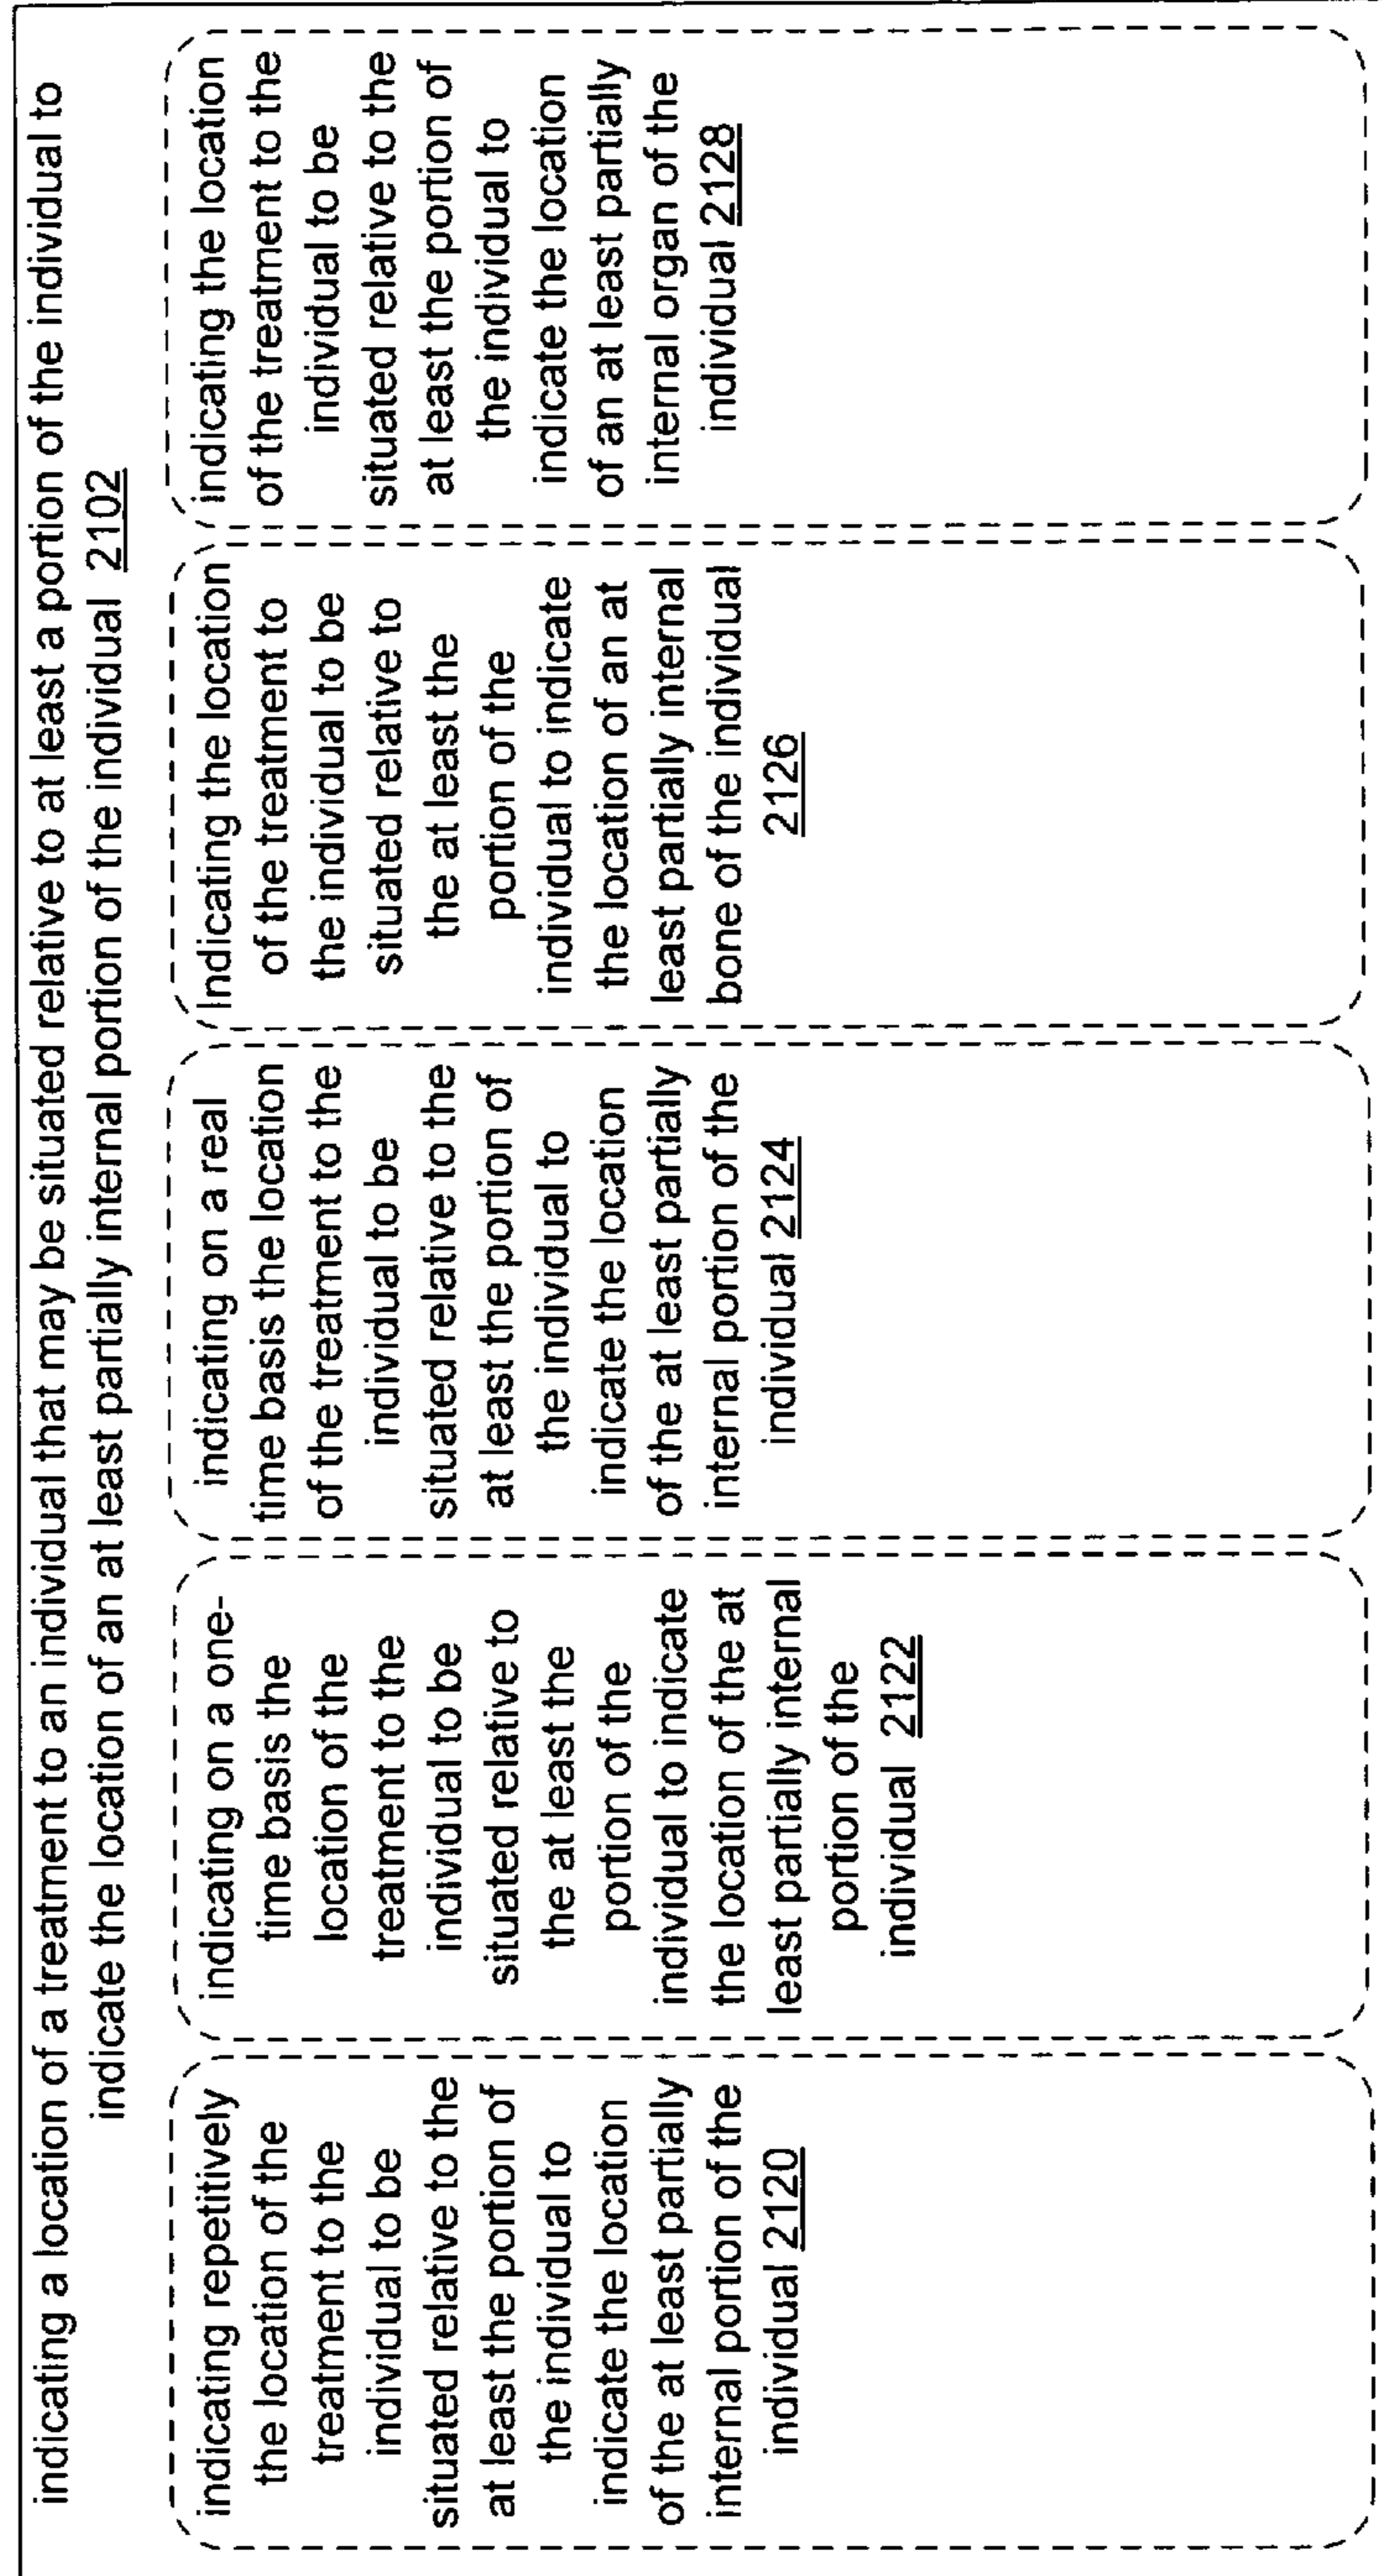 indicating a location of a treatment to an individual that may be situated relative to at least a portion of the individual to
indicate the location of an at least partially internal portion of the individual 2102
indicating repetitively
the location of the
treatment to the
individual to be
situated relative to the
at least the portion of
the individual to
indicate the location
of the at least partially
internal portion of the
individual 2120
indicating on a one-
time basis the
location of the
treatment to the
individual to be
situated relative to
the at least the
portion of the
individual to indicate
the location of the at
least partially internal
portion of the
individual 2122
indicating on a real
time basis the location
of the treatment to the
individual to be
situated relative to the
at least the portion of
the individual to
indicate the location
of the at least partially
internal portion of the
individual 2124
Indicating the location
of the treatment to
the individual to be
situated relative to
the at least the
portion of the
individual to indicate
the location of an at
least partially internal
bone of the individual
2126
indicating the location
of the treatment to the
individual to be
situated relative to the
at least the portion of
the individual to
indicate the location
of an at least partially
internal organ of the
individual 2128